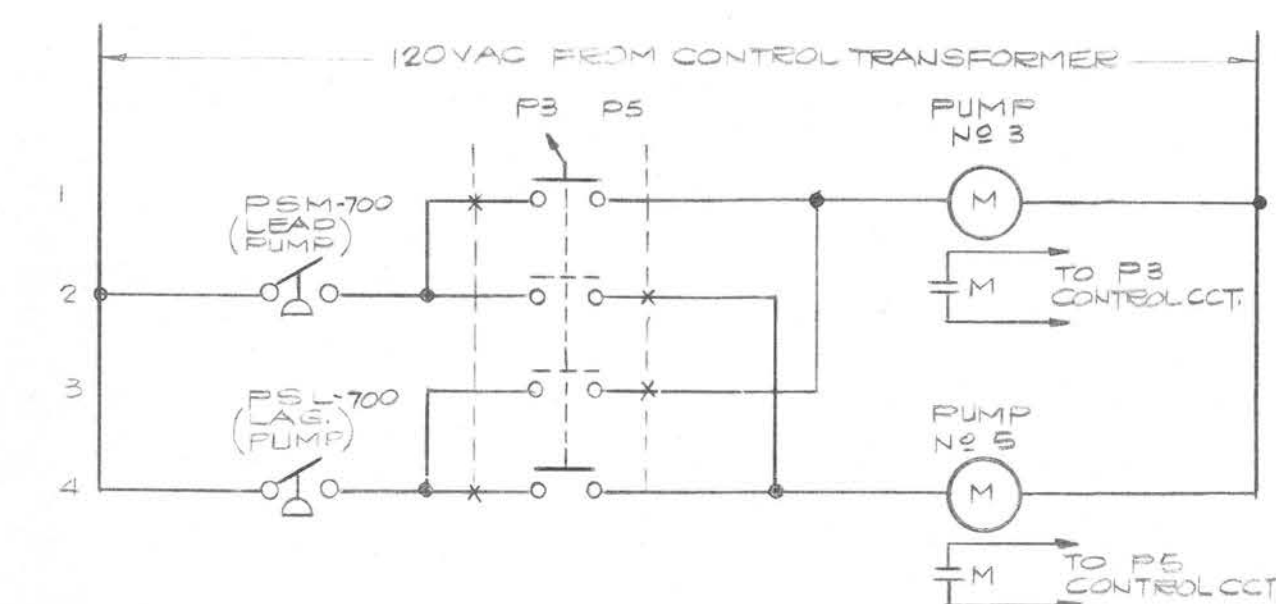 120VAC FROM CONTROL TRANSFORMER
P3 P5
PUMP
Nº 3
1
PSM-700
(LEAD
PUMP)
M
2
M
TO P3
CONTROL CCT.
3
PSL-700
(LAG.
PUMP)
PUMP
Nº 5
4
M
M
TO P5
CONTROL CCT